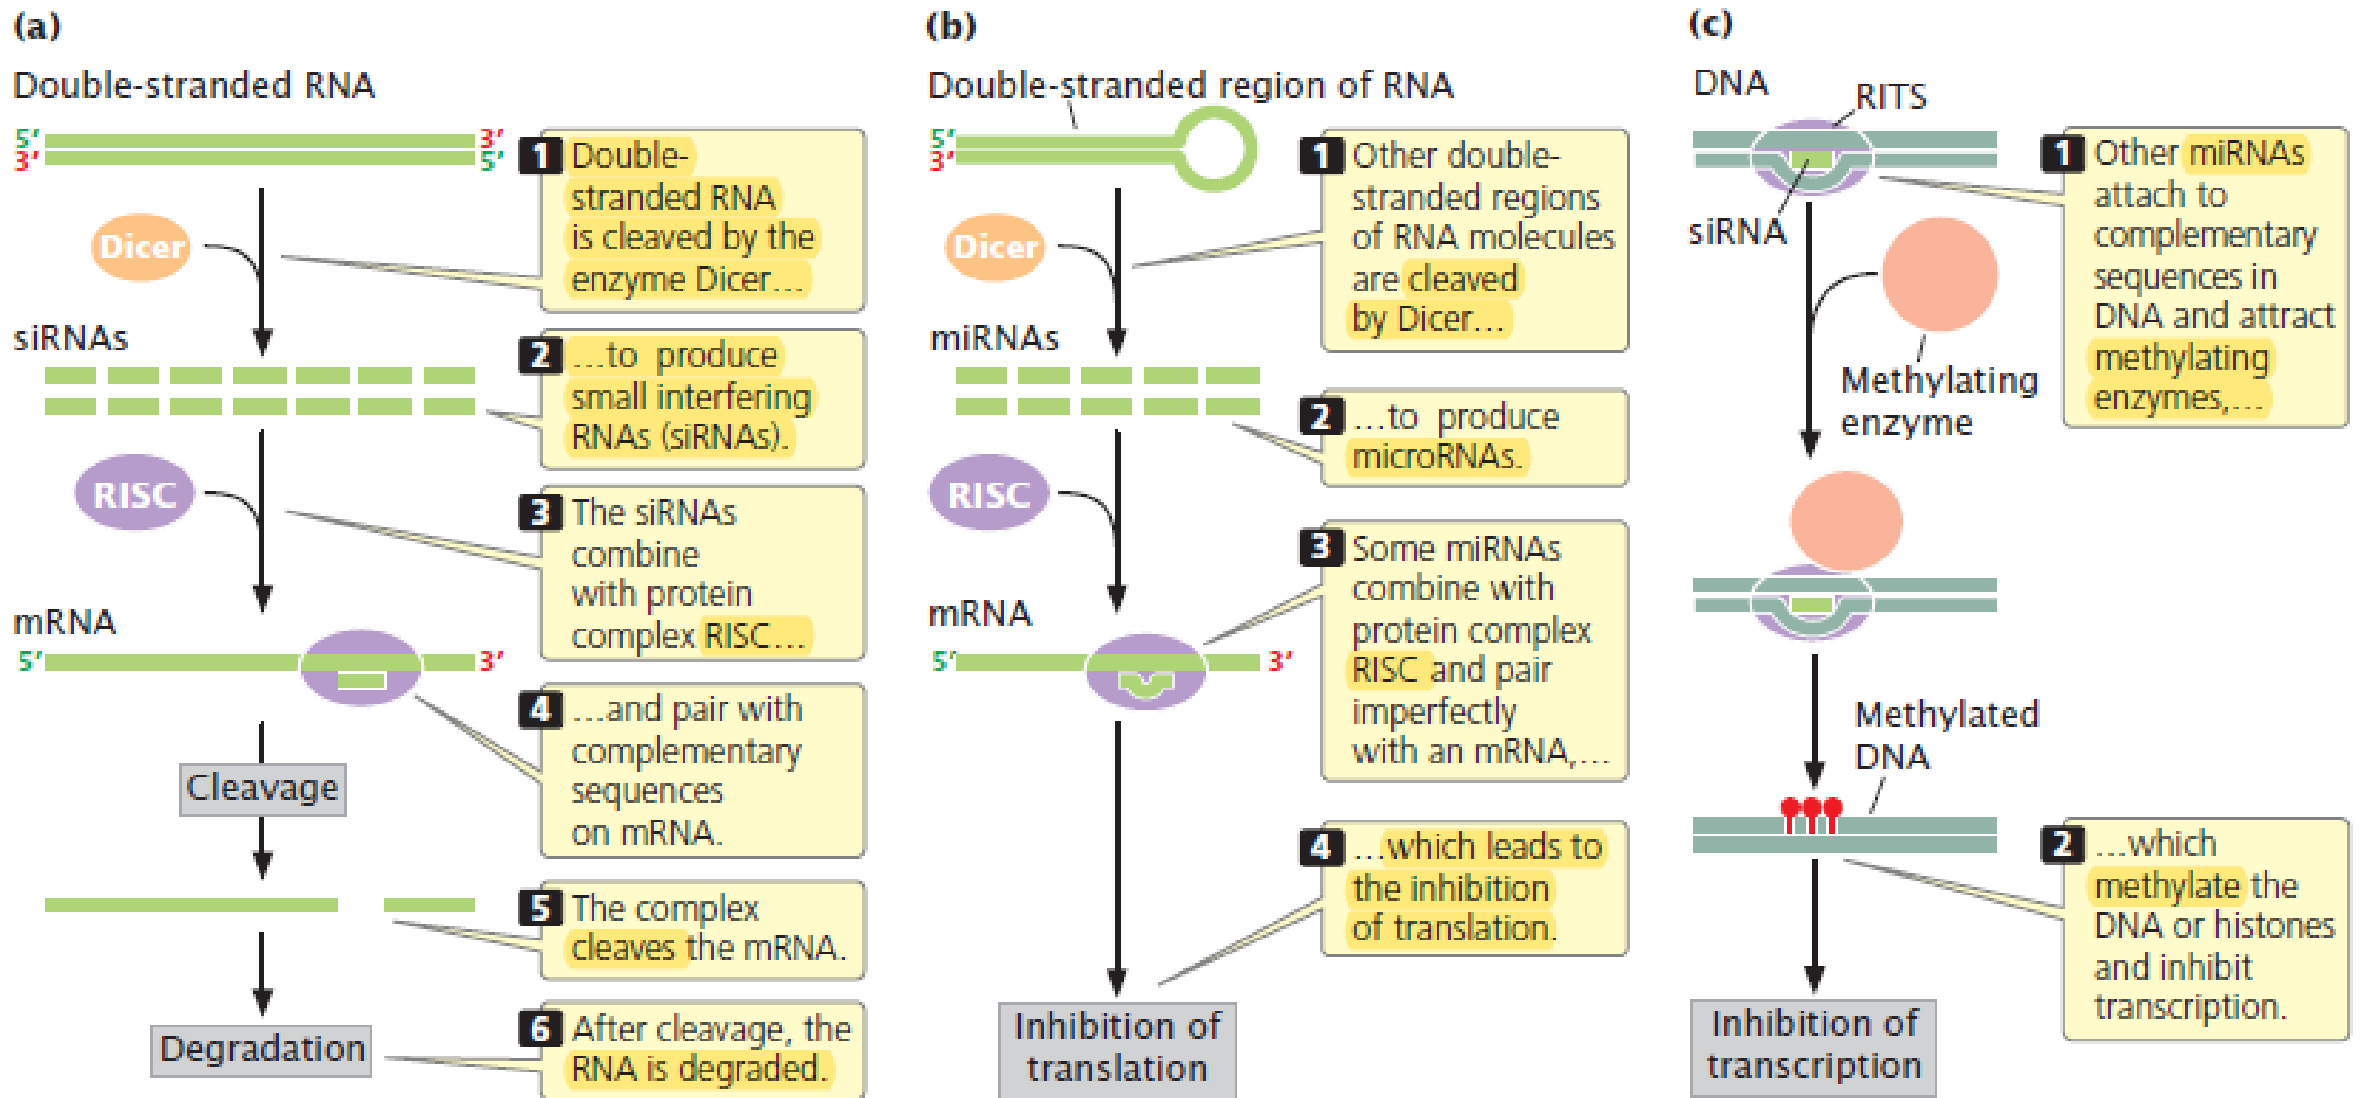 (a)
Double-stranded RNA
5′ 3′
3′ 5′
1 Double-
stranded RNA
is cleaved by the
enzyme Dicer...
Dicer
siRNAs
2 ...to produce
small interfering
RNAs (siRNAs).
RISC
3 The siRNAs
combine
with protein
complex RISC...
mRNA
5′ 3′
4 ...and pair with
complementary
sequences
on mRNA.
Cleavage
5 The complex
cleaves the mRNA.
Degradation
6 After cleavage, the
RNA is degraded.
(b)
Double-stranded region of RNA
5′
3′
1 Other double-
stranded regions
of RNA molecules
are cleaved
by Dicer...
Dicer
miRNAs
2 ...to produce
microRNAs.
RISC
3 Some miRNAs
combine with
protein complex
RISC and pair
imperfectly
with an mRNA,...
mRNA
5′ 3′
4 ...which leads to
the inhibition
of translation.
Inhibition of
translation
(c)
DNA
RITS
siRNA
1 Other miRNAs
attach to
complementary
sequences in
DNA and attract
methylating
enzymes,...
Methylating
enzyme
Methylated
DNA
2 ...which
methylate the
DNA or histones
and inhibit
transcription.
Inhibition of
transcription